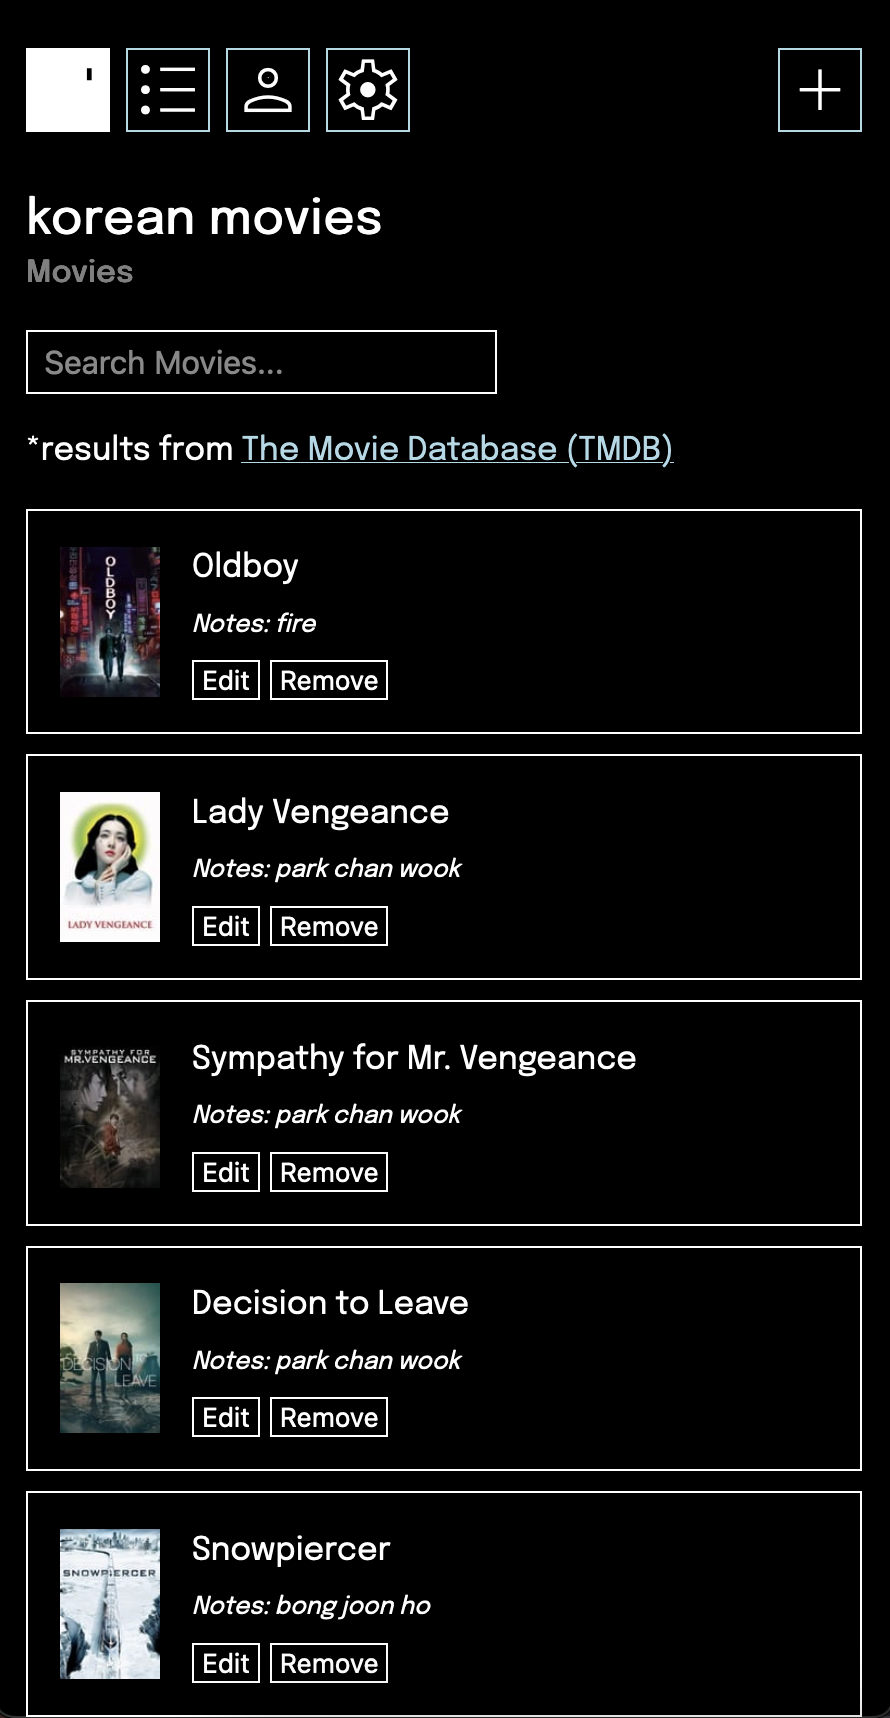 '
korean movies
Movies
Search Movies...
*results from The Movie Database (TMDB)
OLDBOY
Oldboy
Notes: fire
Edit Remove
Lady Vengeance
Notes: park chan wook
Edit Remove
LADY VENGEANCE
SYMPATHY FOR
MR.VENGEANCE
Sympathy for Mr. Vengeance
Notes: park chan wook
Edit Remove
Decision to Leave
Notes: park chan wook
DECISION TO
LEAVE
Edit Remove
Snowpiercer
SNOWPIERCER
Notes: bong joon ho
Edit Remove